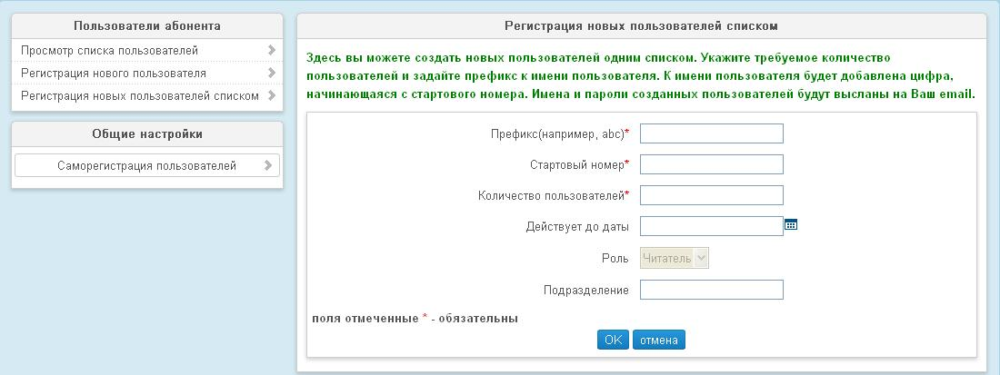 Пользователи абонента
Просмотр списка пользователей
Регистрация нового пользователя
Регистрация новых пользователей списком
Общие настройки
Саморегистрация пользователей
Регистрация новых пользователей списком
Здесь вы можете создать новых пользователей одним списком. Укажите требуемое количество
пользователей и задайте префикс к имени пользователя. К имени пользователя будет добавлена цифра,
начинающаяся с стартового номера. Имена и пароли созданных пользователей будут высланы на Ваш email.
Префикс(например, abc)*
Стартовый номер*
Количество пользователей*
Действует до даты
Роль Читатель
Подразделение
поля отмеченные * - обязательны
OK отмена